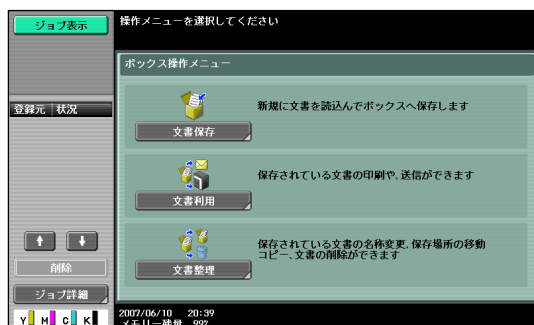 ジョブ表示
操作メニューを選択してください
ボックス操作メニュー
登録元 状況
新規に文書を読込んでボックスへ保存します
文書保存
保存されている文書の印刷や、送信ができます
文書利用
保存されている文書の名称変更、保存場所の移動
コピー、文書の削除ができます
文書整理
削除
ジョブ詳細
Y M C K
2007/06/10 20:39
メモリー残量 99%